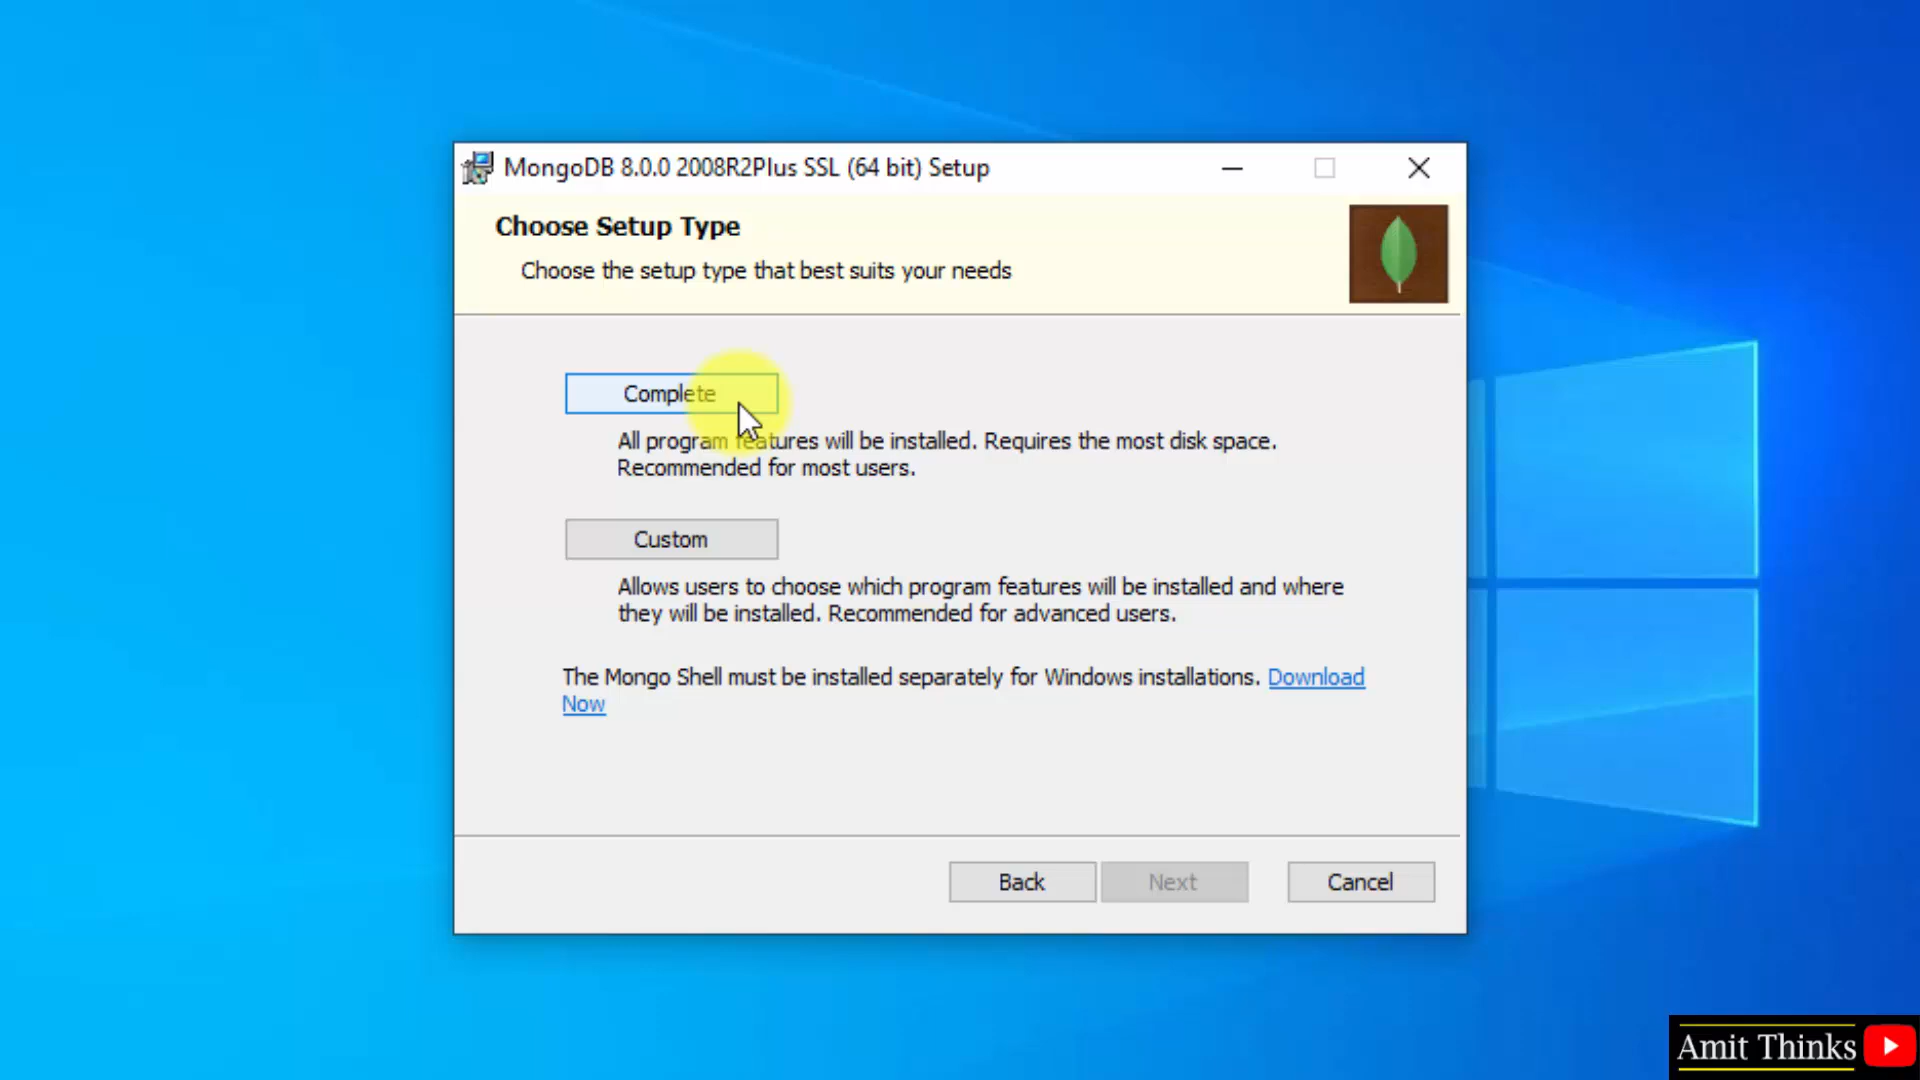 MongoDB 8.0.0 2008R2Plus SSL (64 bit) Setup
Choose Setup Type
Choose the setup type that best suits your needs
Complete
All program features will be installed. Requires the most disk space.
Recommended for most users.
Custom
Allows users to choose which program features will be installed and where
they will be installed. Recommended for advanced users.
The Mongo Shell must be installed separately for Windows installations. Download
Now
Back
Next
Cancel
Amit Thinks